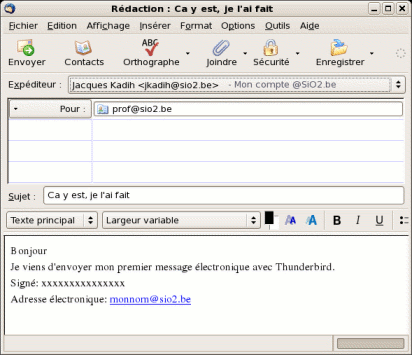 Rédaction : Ca y est, je l'ai fait
Fichier Edition Affichage Insérer Format Options Outils Aide
Envoyer Contacts ABC Orthographe Joindre Sécurité Enregistrer
Expéditeur : Jacques Kadih <jkadih@sio2.be> - Mon compte @SiO2.be
Pour : prof@sio2.be
Sujet : Ca y est, je l'ai fait
Texte principal Largeur variable A A A B I U
Bonjour
Je viens d'envoyer mon premier message électronique avec Thunderbird.
Signé: xxxxxxxxxxxxxxx
Adresse électronique: monnom@sio2.be